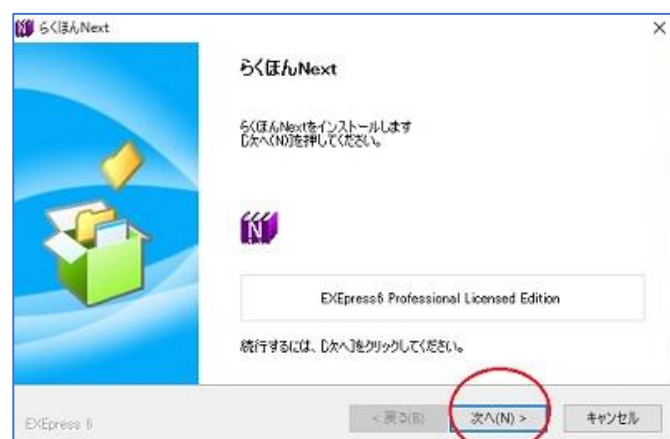 らくほんNext
らくほんNext
らくほんNextをインストールします
[次へ(N)]を押してください。
N
EXEpress6 Professional Licensed Edition
続行するには、[次へ]をクリックしてください。
EXEpress 6
< 戻る(B)
次へ(N) >
キャンセル